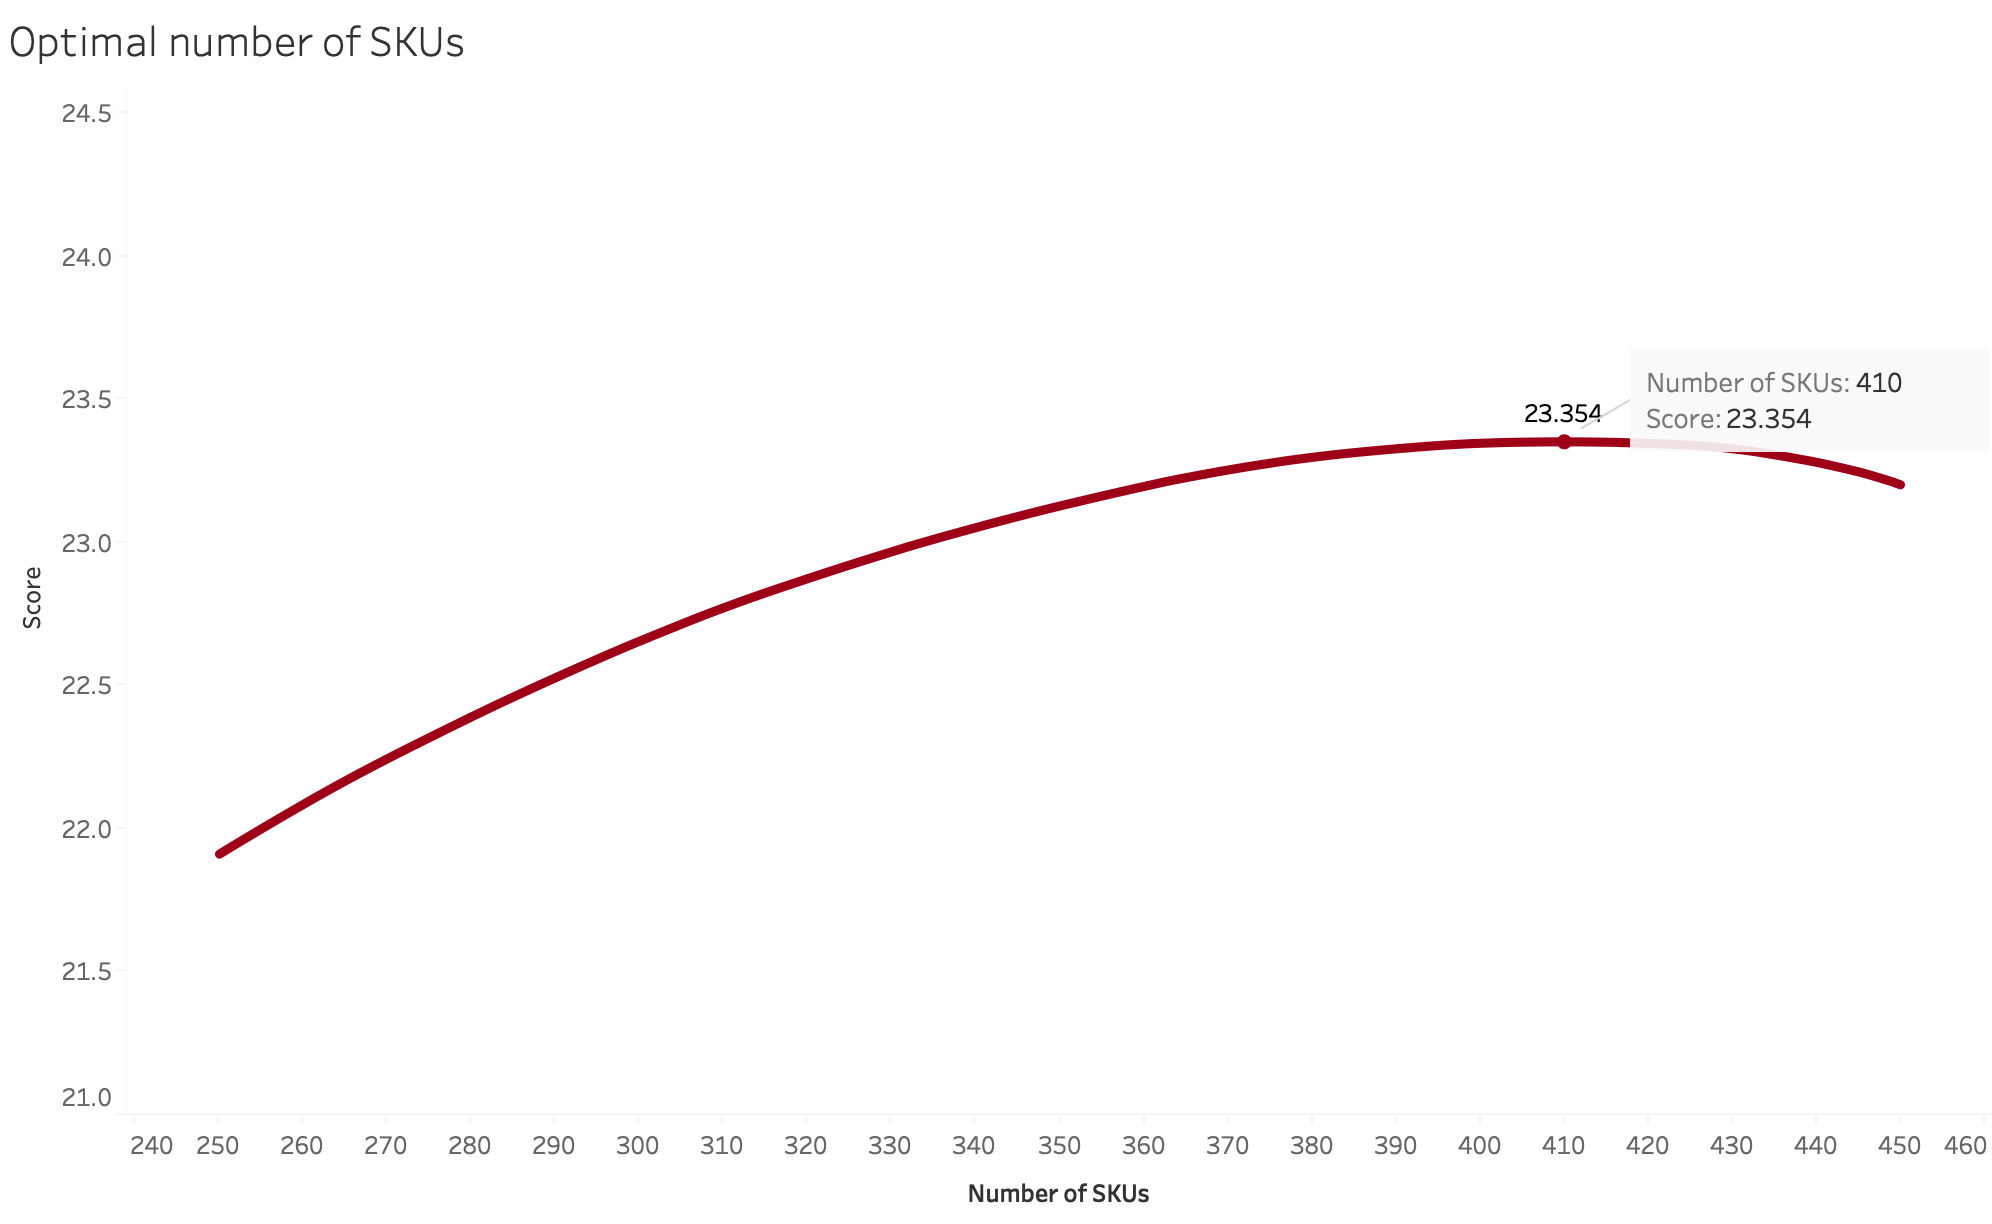 Optimal number of SKUs
24.5
24.0
23.5
23.0
22.5
22.0
21.5
21.0
Score
23.354
Number of SKUs: 410
Score: 23.354
240 250 260 270 280 290 300 310 320 330 340 350 360 370 380 390 400 410 420 430 440 450 460
Number of SKUs